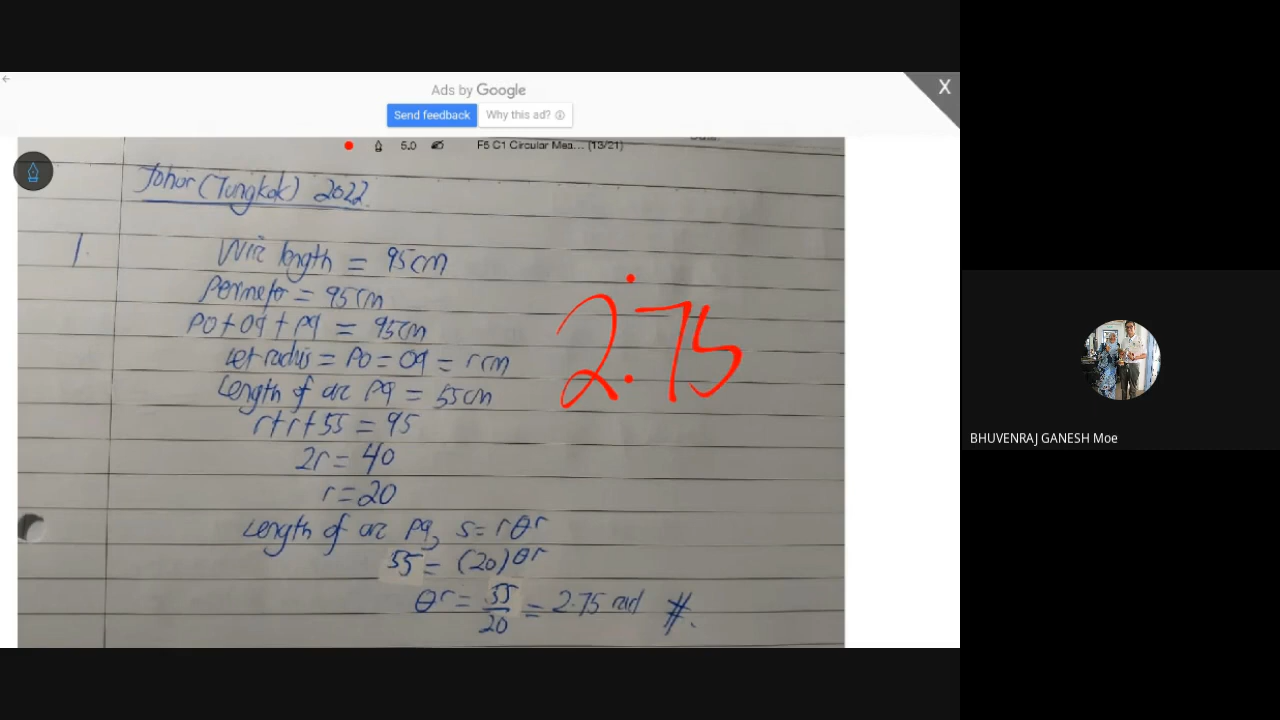 Ads by Google
X
Send feedback
Why this ad?
5.0
F5 C1 Circular Mea... (13/21)
Johor (Tungkak) 2022
1.
Wire length = 95cm
Perimeter = 95cm
PO + OQ + PQ = 95cm
Let radius = PO = OQ = r cm
Length of arc PQ = 55cm
r + r + 55 = 95
2r = 40
r = 20
Length of arc PQ, s = rθʳ
55 = (20)θʳ
θʳ = 55/20 = 2.75 rad #.
2.75
BHUVENRAJ GANESH Moe